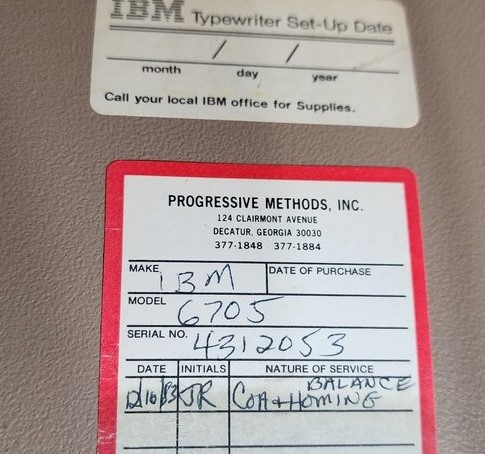 IBM Typewriter Set-Up Date
/ /
month day year
Call your local IBM office for Supplies.
PROGRESSIVE METHODS, INC.
124 CLAIRMONT AVENUE
DECATUR, GEORGIA 30030
377-1848 377-1884
MAKE IBM DATE OF PURCHASE
MODEL 6705
SERIAL NO. 4312053
DATE INITIALS NATURE OF SERVICE
BALANCE
12/16/83 JR & HOMING